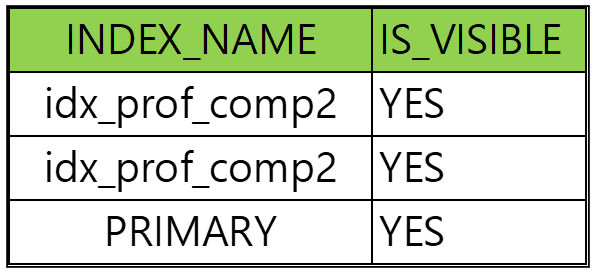 INDEX_NAME IS_VISIBLE
idx_prof_comp2 YES
idx_prof_comp2 YES
PRIMARY YES